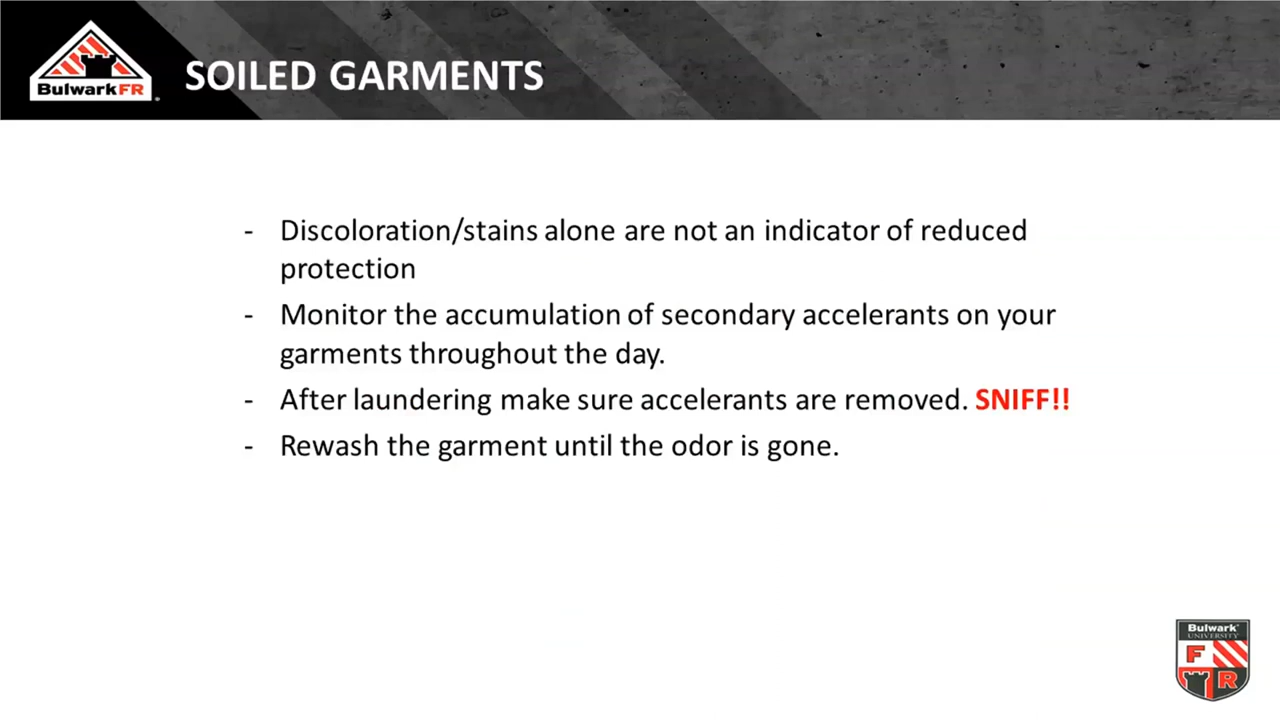 BulwarkFR
SOILED GARMENTS
- Discoloration/stains alone are not an indicator of reduced
protection
- Monitor the accumulation of secondary accelerants on your
garments throughout the day.
- After laundering make sure accelerants are removed. SNIFF!!
- Rewash the garment until the odor is gone.
Bulwark
UNIVERSITY
F
R